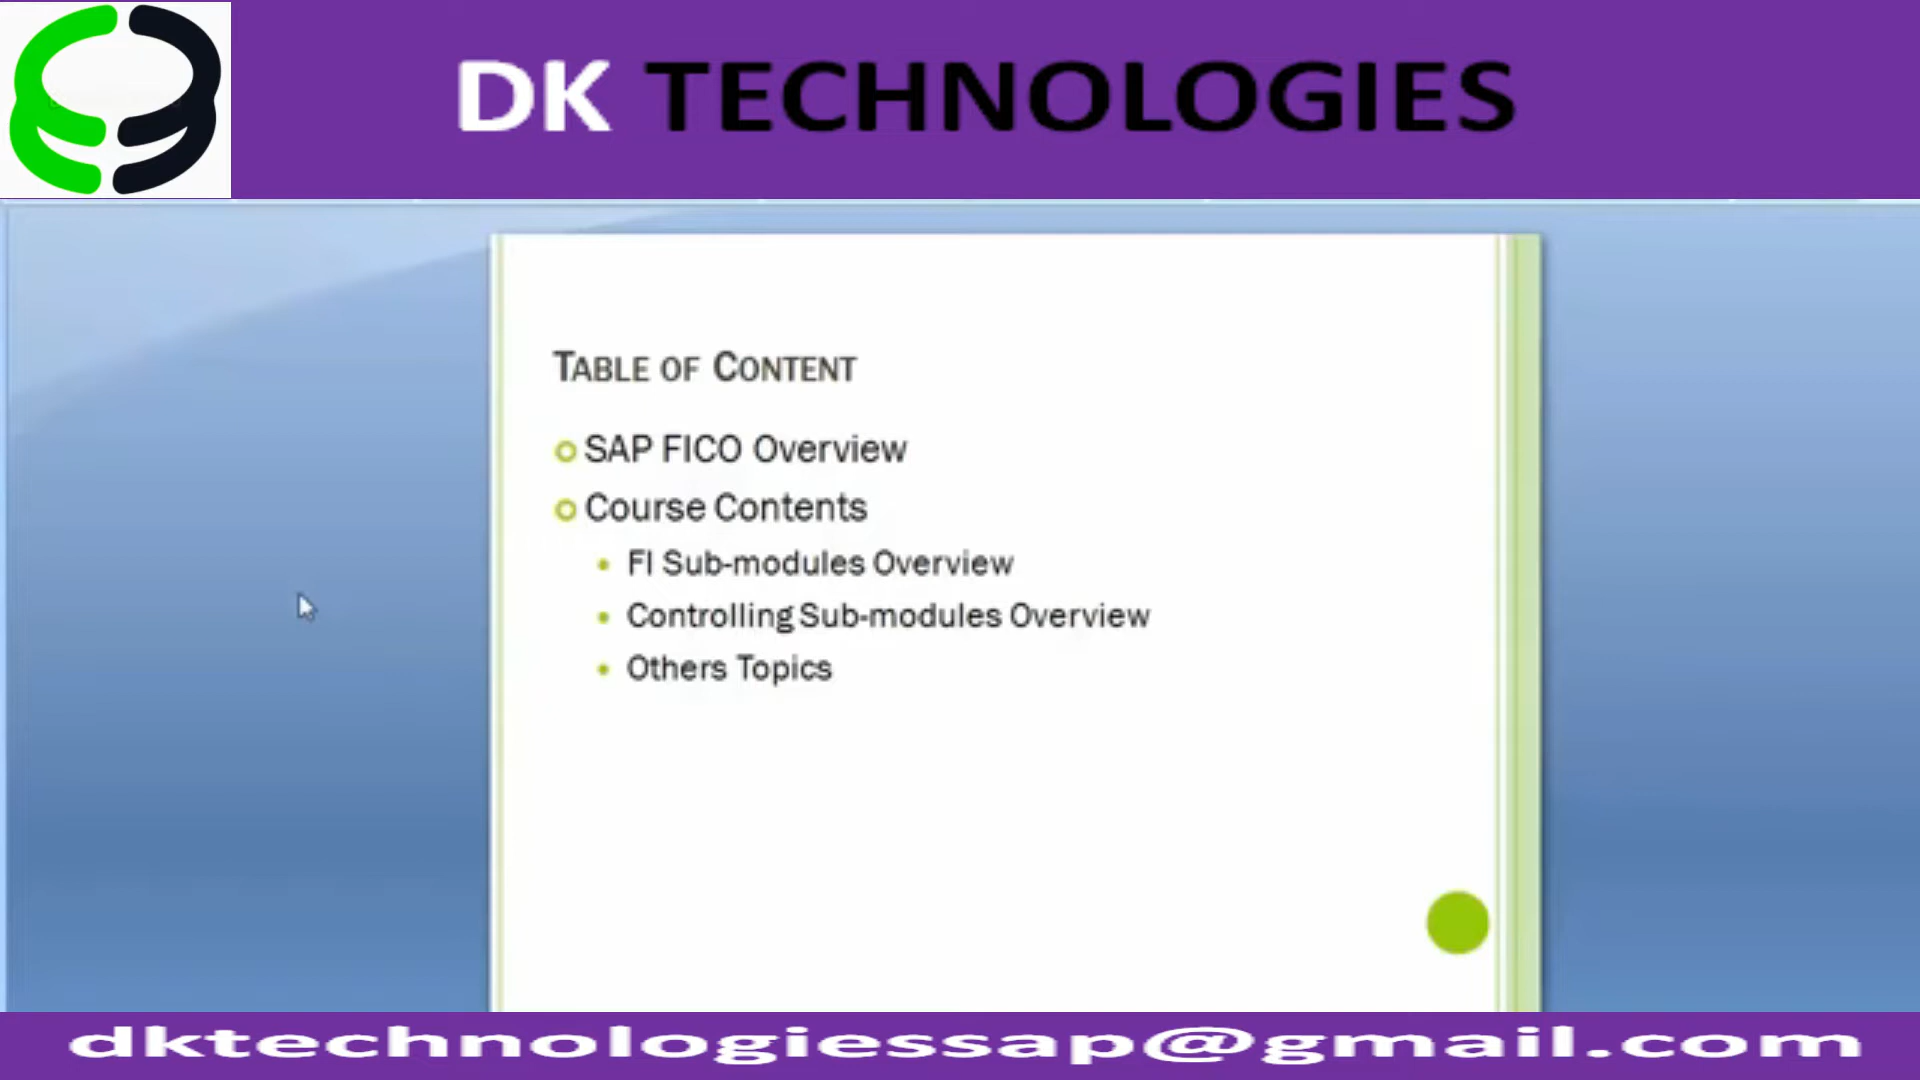 DK TECHNOLOGIES
TABLE OF CONTENT
SAP FICO Overview
Course Contents
FI Sub-modules Overview
Controlling Sub-modules Overview
Others Topics
dktechnologiessap@gmail.com